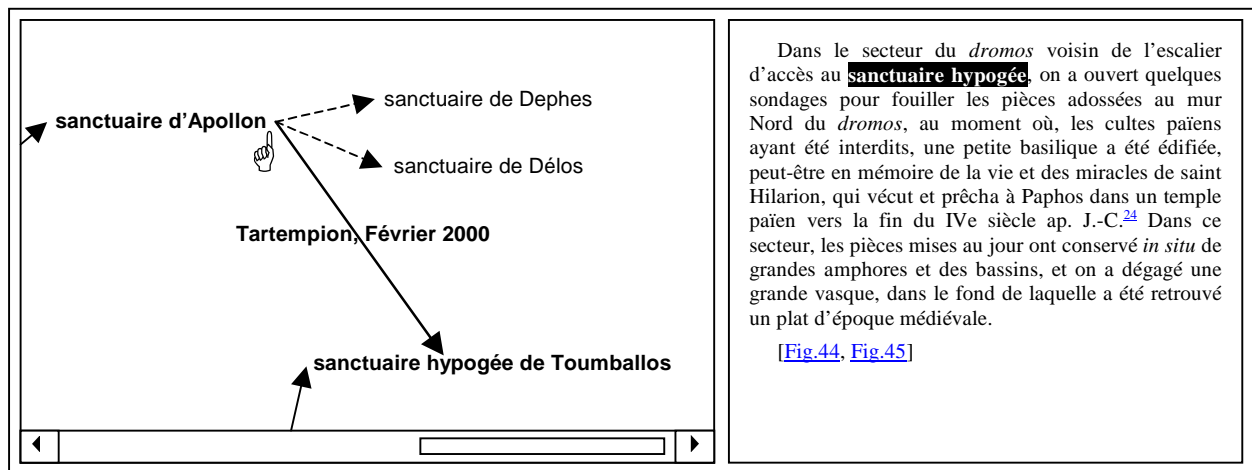 sanctuaire de Dephes
sanctuaire d'Apollon
sanctuaire de Délos
Tartempion, Février 2000
sanctuaire hypogée de Toumballos
Dans le secteur du dromos voisin de l'escalier
d'accès au sanctuaire hypogée, on a ouvert quelques
sondages pour fouiller les pièces adossées au mur
Nord du dromos, au moment où, les cultes païens
ayant été interdits, une petite basilique a été édifiée,
peut-être en mémoire de la vie et des miracles de saint
Hilarion, qui vécut et prêcha à Paphos dans un temple
païen vers la fin du IVe siècle ap. J.-C.24 Dans ce
secteur, les pièces mises au jour ont conservé in situ de
grandes amphores et des bassins, et on a dégagé une
grande vasque, dans le fond de laquelle a été retrouvé
un plat d'époque médiévale.
[Fig.44, Fig.45]